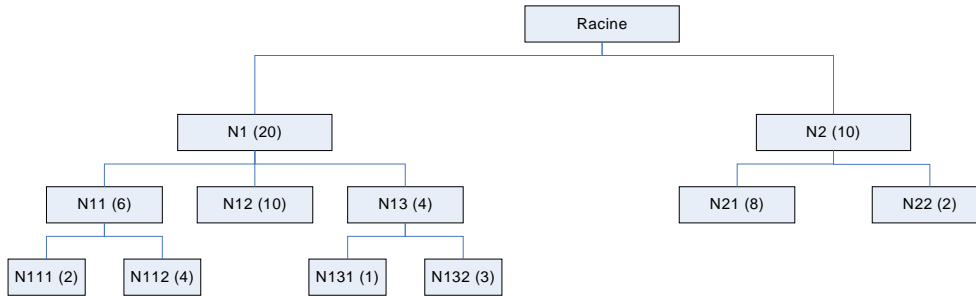 Racine
N1 (20)
N2 (10)
N11 (6)
N12 (10)
N13 (4)
N21 (8)
N22 (2)
N111 (2)
N112 (4)
N131 (1)
N132 (3)